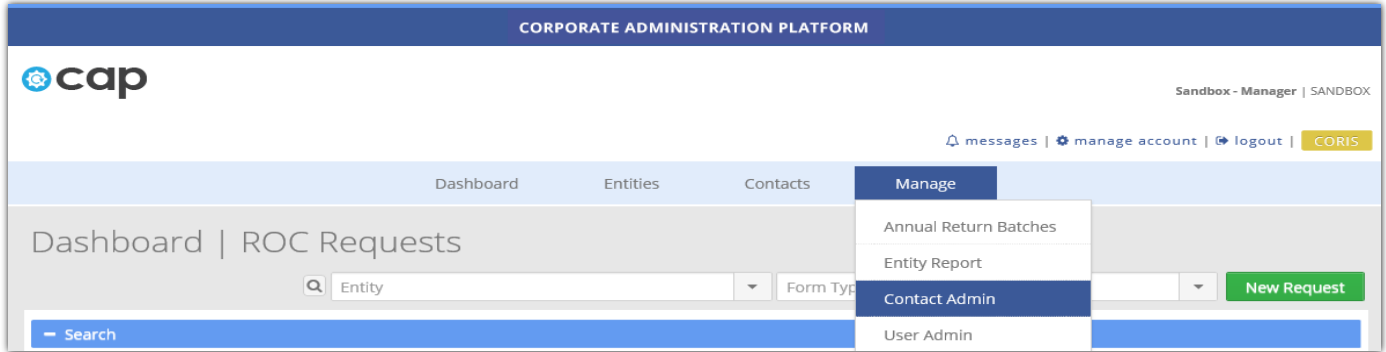 CORPORATE ADMINISTRATION PLATFORM
cap
Sandbox - Manager | SANDBOX
messages | manage account | logout | CORIS
Dashboard Entities Contacts Manage
Annual Return Batches
Dashboard | ROC Requests
Entity Report
Entity Form Typ New Request
Contact Admin
Search
User Admin